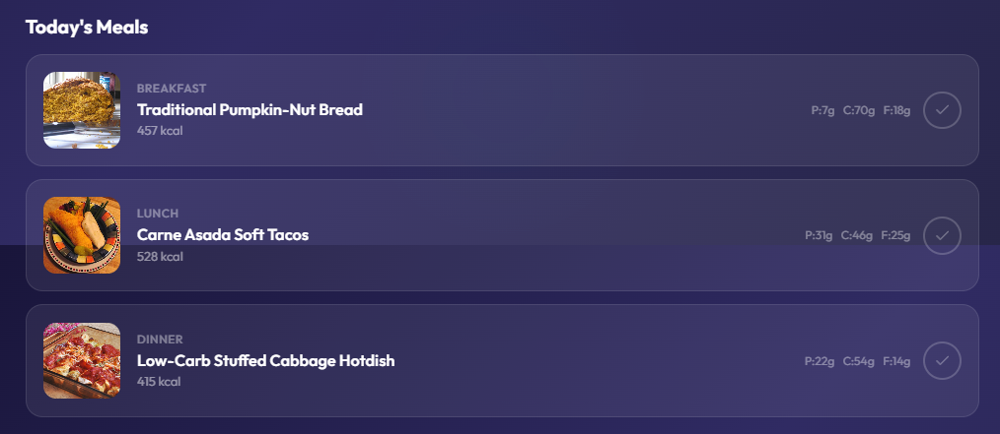 Today's Meals
BREAKFAST
Traditional Pumpkin-Nut Bread
457 kcal
P:7g C:70g F:18g
LUNCH
Carne Asada Soft Tacos
528 kcal
P:31g C:46g F:25g
DINNER
Low-Carb Stuffed Cabbage Hotdish
415 kcal
P:22g C:54g F:14g